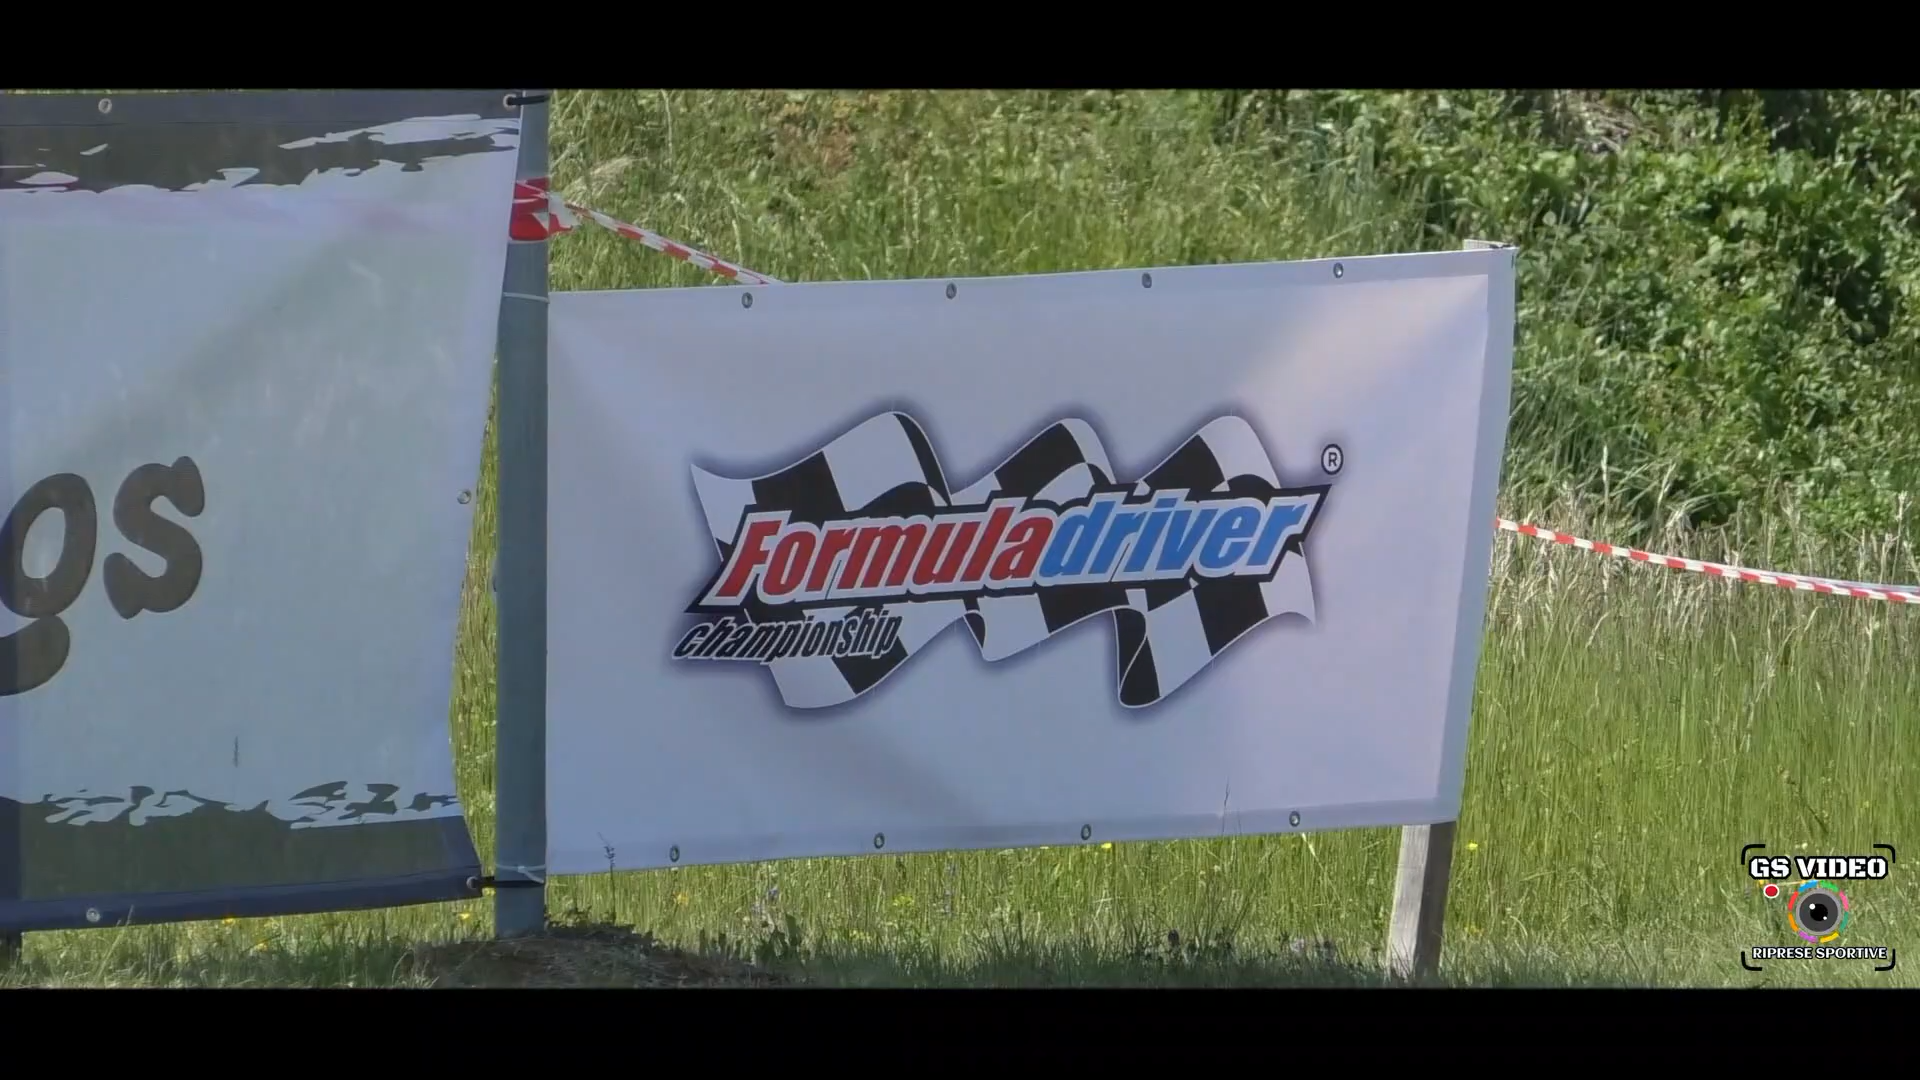 gs
Formuladriver
®
championship
GS VIDEO
RIPRESE SPORTIVE